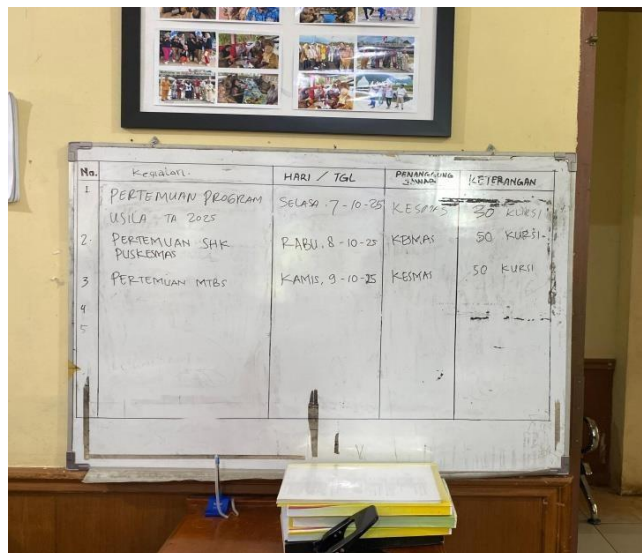 No. Kegiatan. HARI / TGL PENANGGUNG JAWAB KETERANGAN
1 PERTEMUAN PROGRAM SELASA 7-10-25 KESMAS 50 KURSI
USILA TA 2025
2. PERTEMUAN SHK RABU, 8-10-25 KESMAS 50 KURSI
PUSKESMAS
3 PERTEMUAN MTBS KAMIS, 9-10-25 KESMAS 50 KURSI
4
5